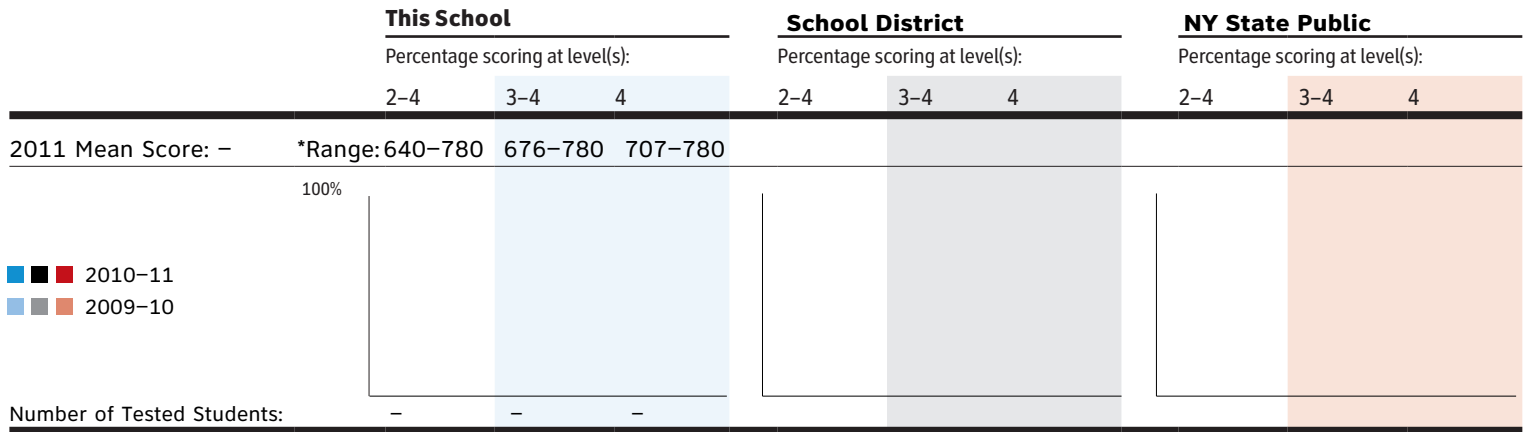 This School School District NY State Public
Percentage scoring at level(s): Percentage scoring at level(s): Percentage scoring at level(s):
2–4 3–4 4 2–4 3–4 4 2–4 3–4 4
2011 Mean Score: – *Range: 640–780 676–780 707–780
100%
2010–11
2009–10
Number of Tested Students: – – –